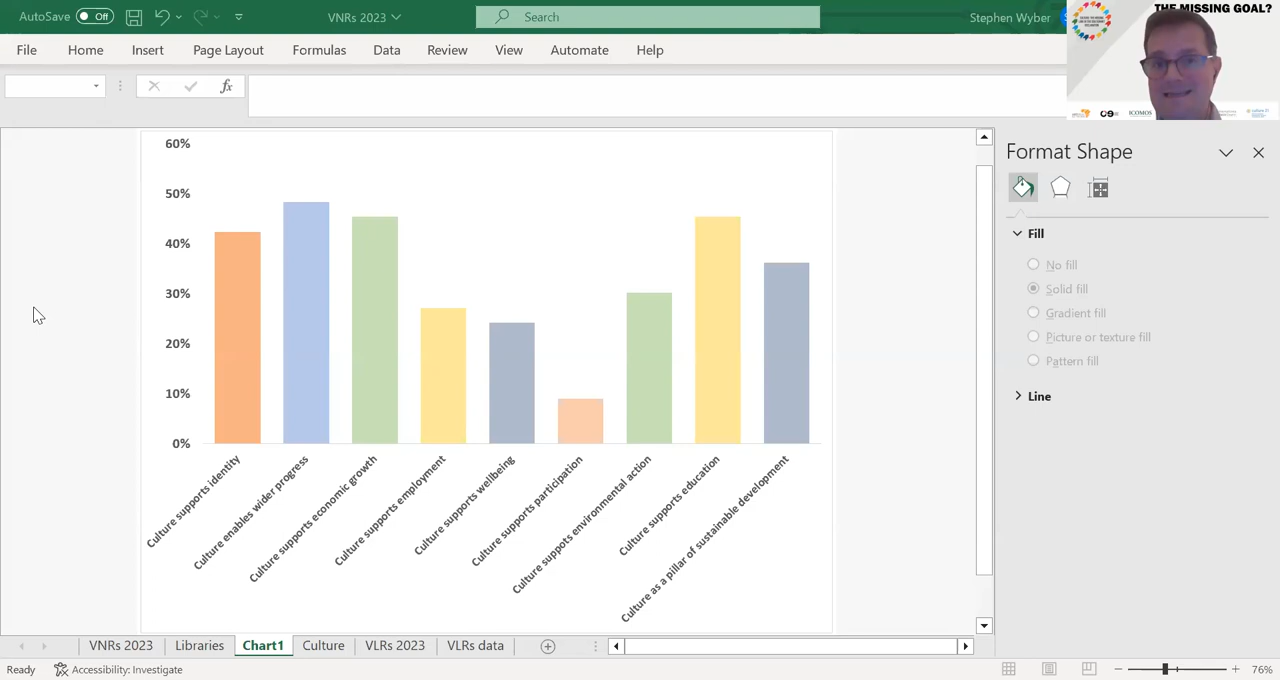 AutoSave Off VNRs 2023 Search Stephen Wyber
THE MISSING GOAL?
File Home Insert Page Layout Formulas Data Review View Automate Help
fx
ICOMOS
Format Shape
Fill
No fill
Solid fill
Gradient fill
Picture or texture fill
Pattern fill
Line
60%
50%
40%
30%
20%
10%
0%
Culture supports identity
Culture enables wider progress
Culture supports economic growth
Culture supports employment
Culture supports wellbeing
Culture supports participation
Culture suppots environmental action
Culture supports education
Culture as a pillar of sustainable development
VNRs 2023 Libraries Chart1 Culture VLRs 2023 VLRs data
Ready Accessibility: Investigate 76%